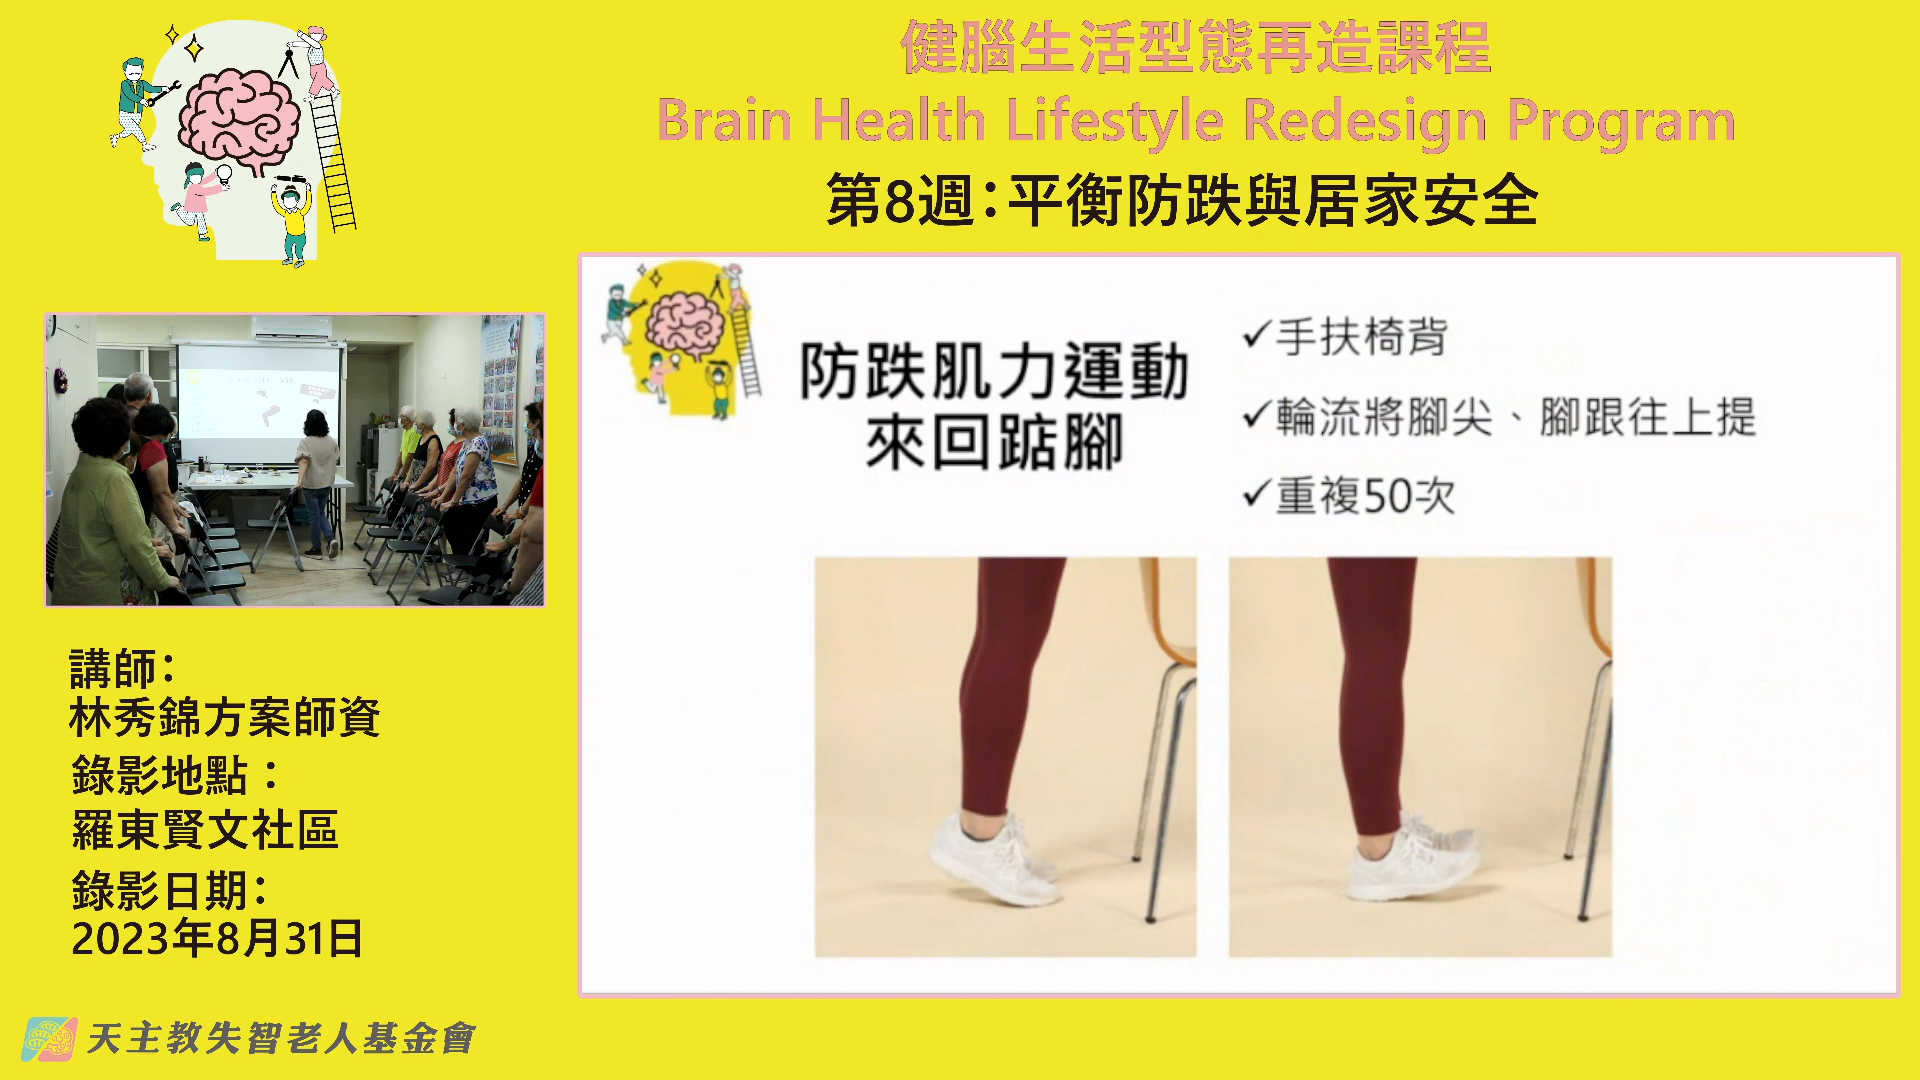 健腦生活型態再造課程
Brain Health Lifestyle Redesign Program
第8週：平衡防跌與居家安全
防跌肌力運動
來回踮腳
✓手扶椅背
✓輪流將腳尖、腳跟往上提
✓重複50次
講師：
林秀錦方案師資
錄影地點：
羅東賢文社區
錄影日期：
2023年8月31日
天主教失智老人基金會